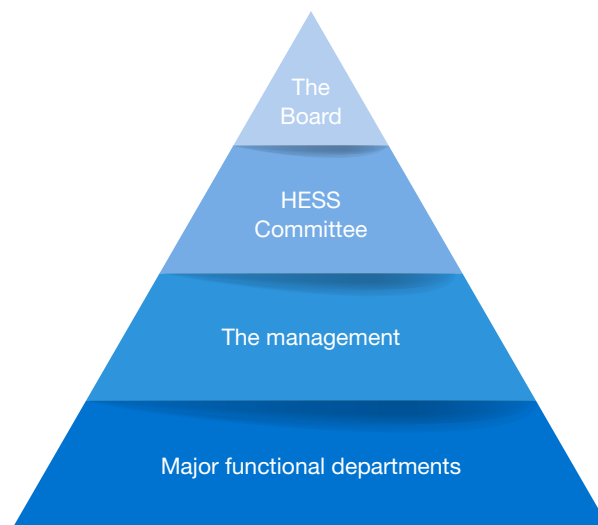 The
Board
HESS
Committee
The management
Major functional departments